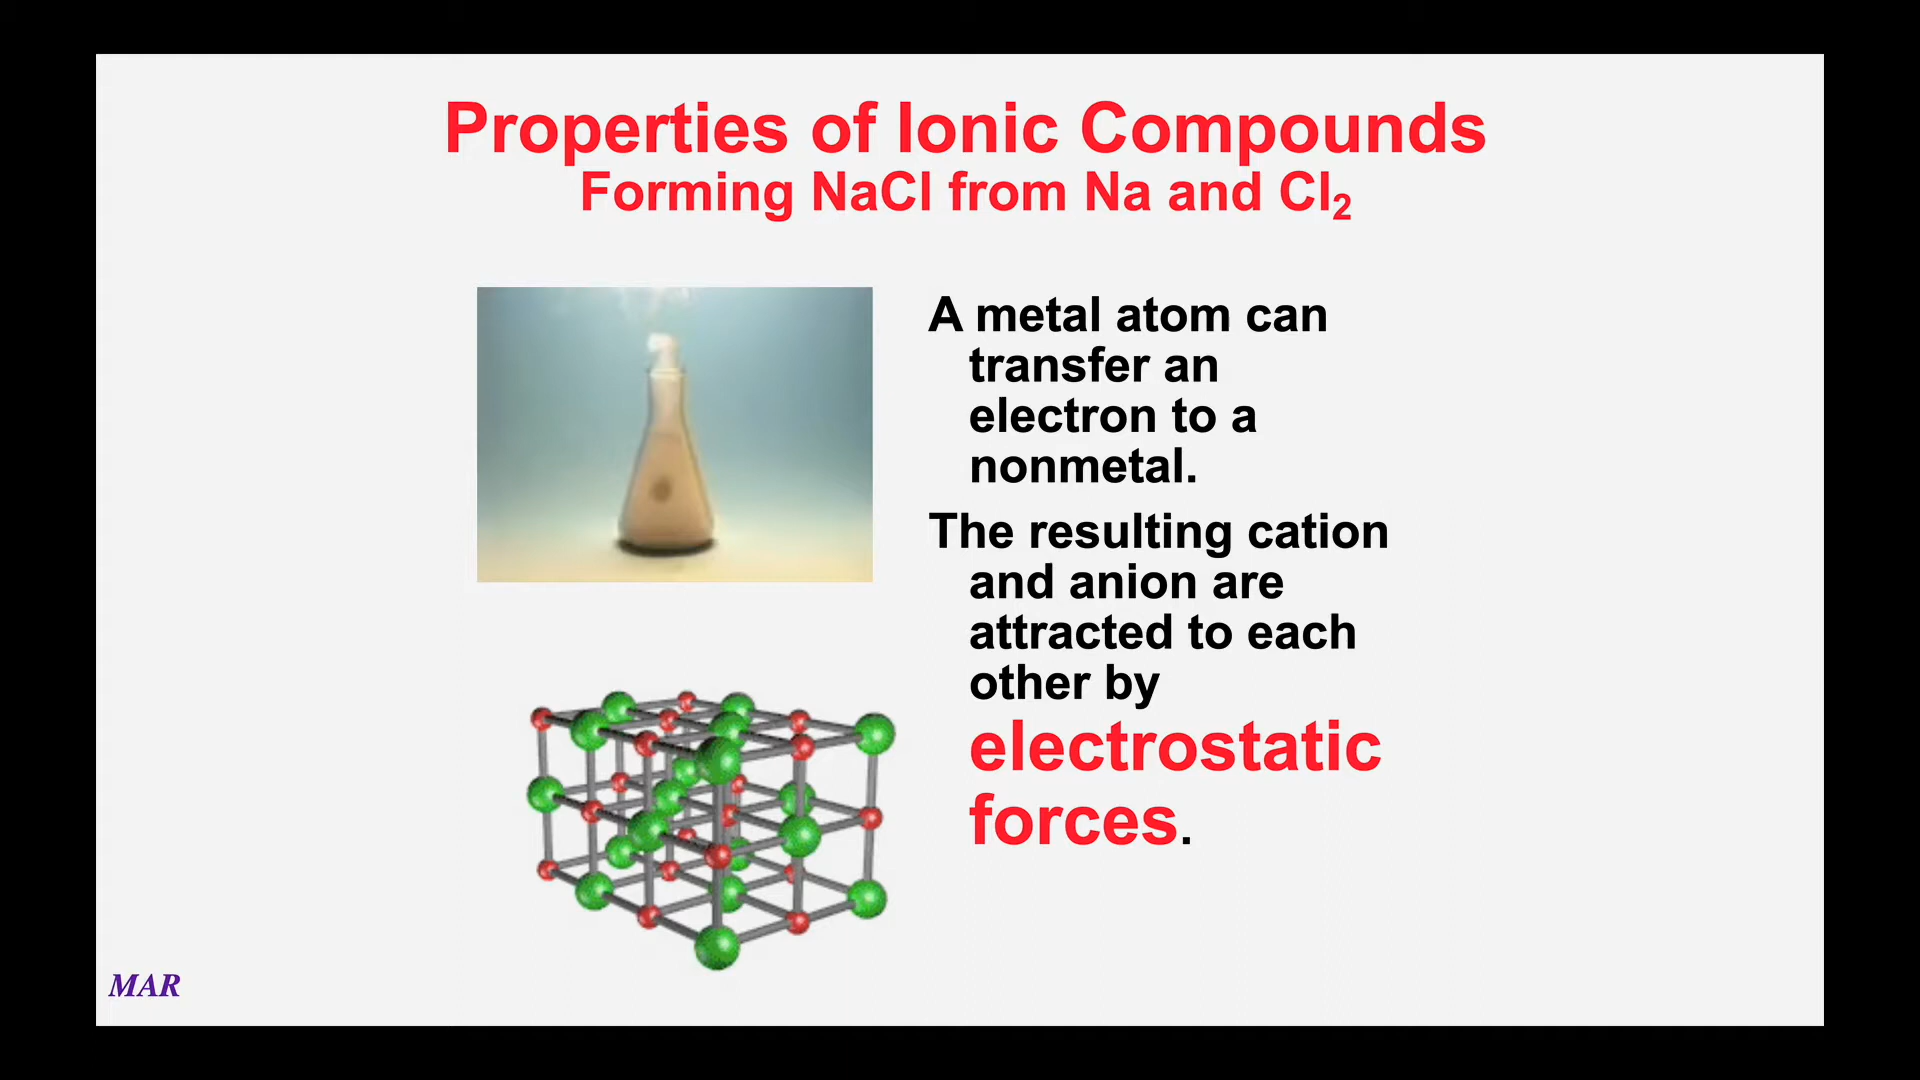 Properties of Ionic Compounds
Forming NaCl from Na and Cl₂
A metal atom can
transfer an
electron to a
nonmetal.
The resulting cation
and anion are
attracted to each
other by
electrostatic
forces.
MAR